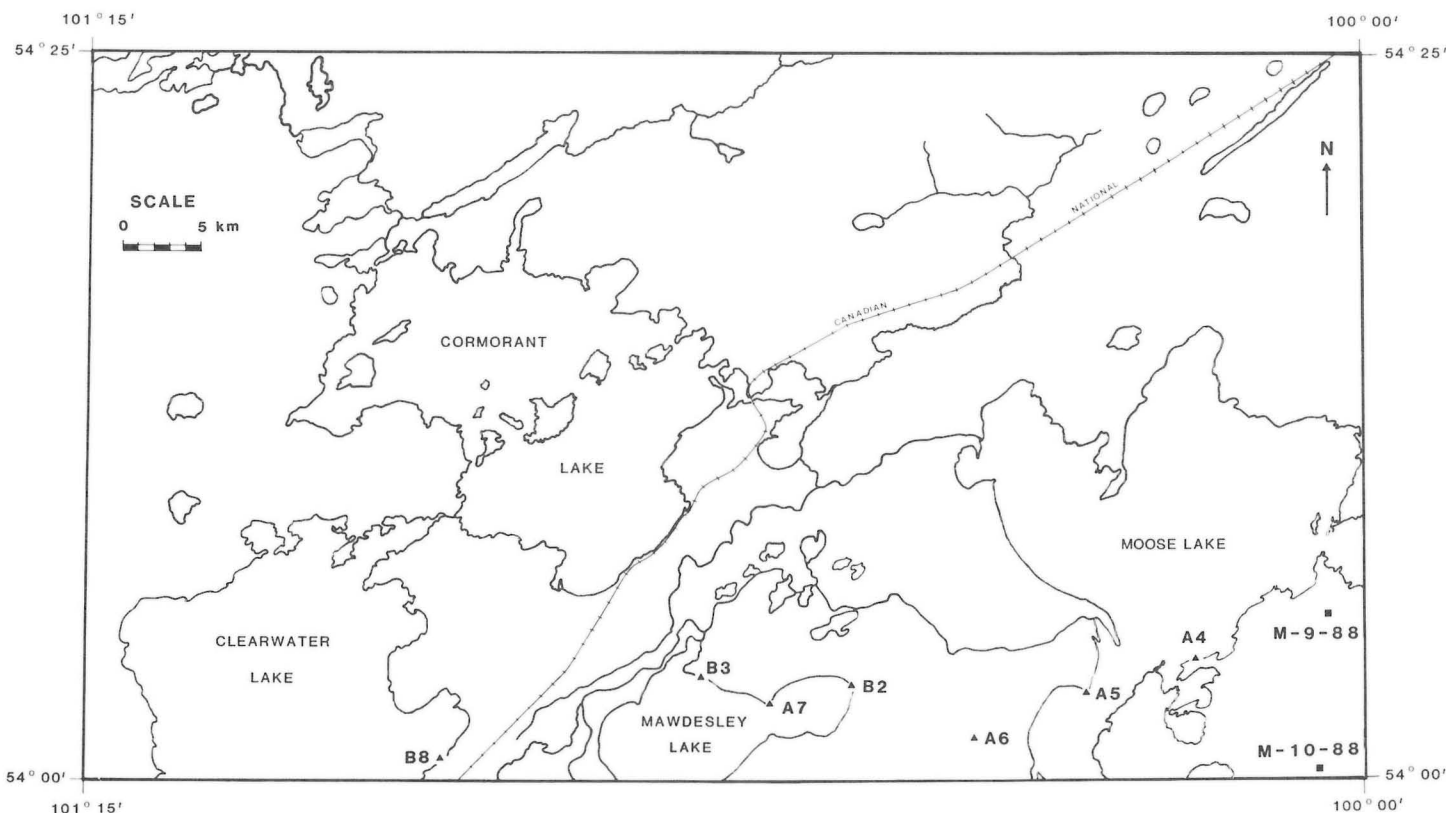 101° 15'
100° 00'
54° 25'
54° 25'
N
SCALE
0 5 km
NATIONAL
CANADIAN
CORMORANT
LAKE
MOOSE LAKE
CLEARWATER
LAKE
M-9-88
A4
B3
B2
A5
A7
MAWDESLEY
LAKE
A6
B8
M-10-88
54° 00'
54° 00'
101° 15'
100° 00'